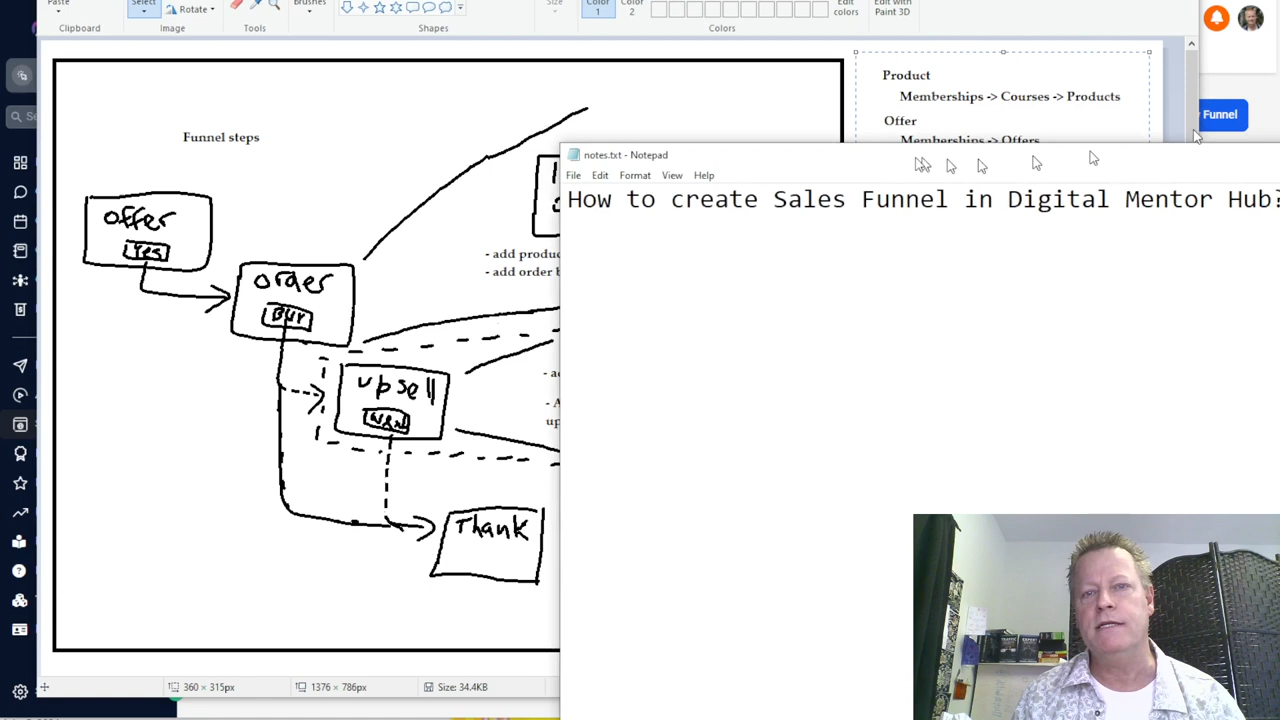 Paste
Select
Rotate
Brushes
Size
Color
1
Color
2
Edit
colors
Edit with
Paint 3D
Clipboard
Image
Tools
Shapes
Colors
Funnel steps
Product
Memberships -> Courses -> Products
Offer
Memberships -> Offers
Funnel
offer
Yes
order
Buy
upsell
Thank
- add produc
- add order b
notes.txt - Notepad
File Edit Format View Help
How to create Sales Funnel in Digital Mentor Hub?
360 × 315px
1376 × 786px
Size: 34.4KB